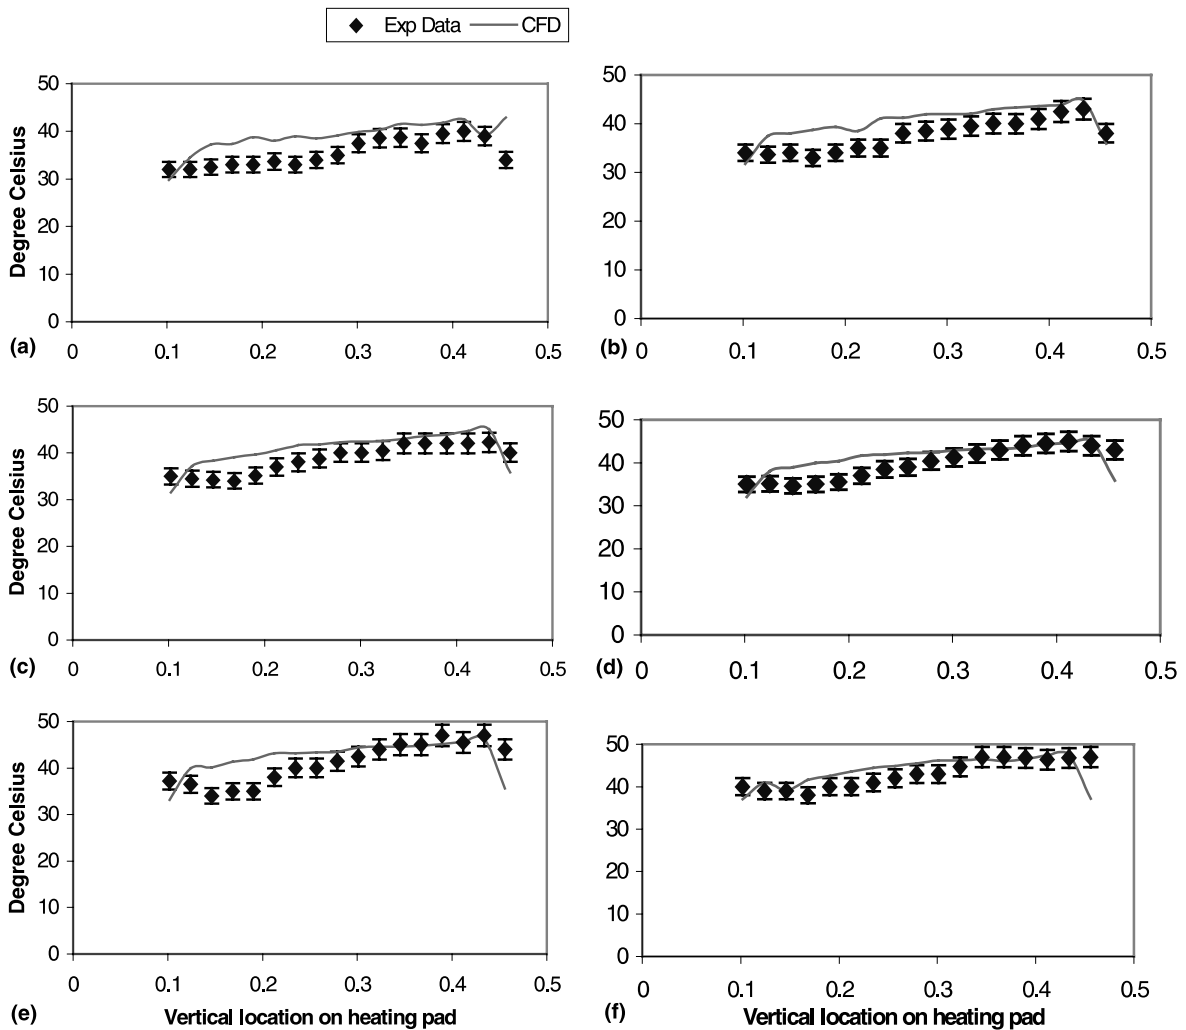 Exp Data CFD
50 50
40 40
30 30
20 20
10 10
0 0
Degree Celsius
(a) 0 0.1 0.2 0.3 0.4 0.5 (b) 0 0.1 0.2 0.3 0.4 0.5
50 50
40 40
30 30
20 20
10 10
0 0
Degree Celsius
(c) 0 0.1 0.2 0.3 0.4 0.5 (d) 0 0.1 0.2 0.3 0.4 0.5
50 50
40 40
30 30
20 20
10 10
0 0
Degree Celsius
0 0.1 0.2 0.3 0.4 0.5 0 0.1 0.2 0.3 0.4 0.5
(e) Vertical location on heating pad (f) Vertical location on heating pad